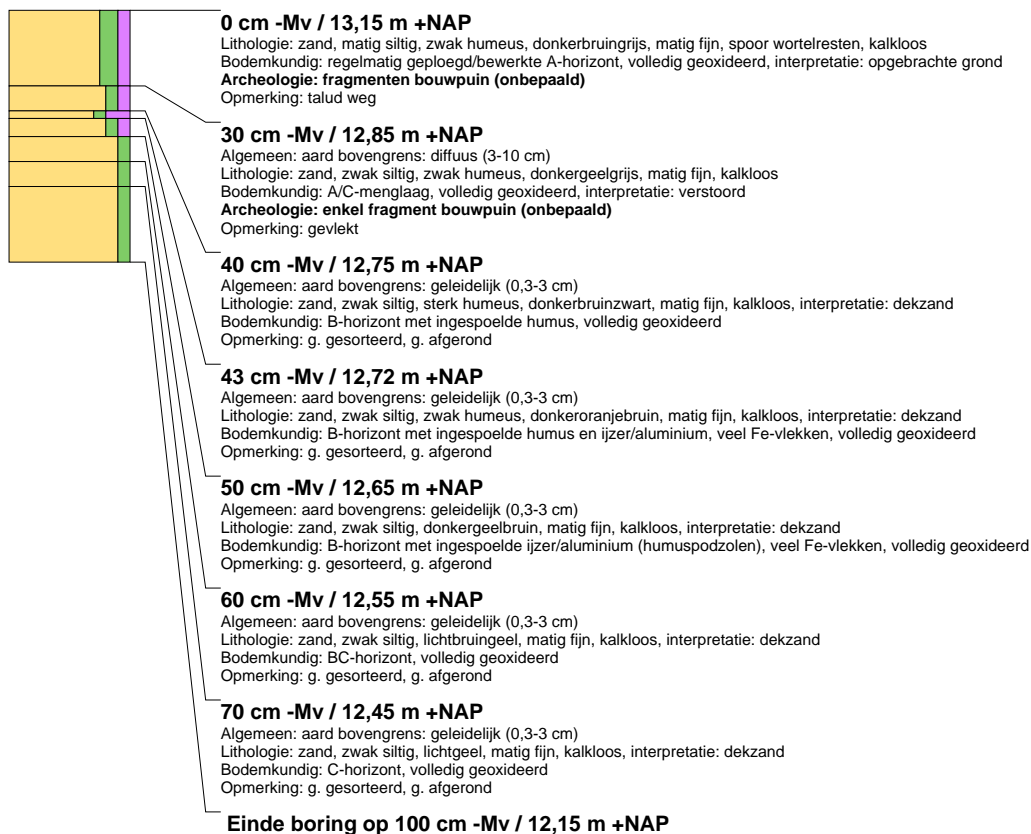 0 cm -Mv / 13,15 m +NAP
Lithologie: zand, matig siltig, zwak humeus, donkerbruingrijs, matig fijn, spoor wortelresten, kalkloos
Bodemkundig: regelmatig geploegd/bewerkte A-horizont, volledig geoxideerd, interpretatie: opgebrachte grond
Archeologie: fragmenten bouwpuin (onbepaald)
Opmerking: talud weg
30 cm -Mv / 12,85 m +NAP
Algemeen: aard bovengrens: diffuus (3-10 cm)
Lithologie: zand, zwak siltig, zwak humeus, donkergeelgrijs, matig fijn, kalkloos
Bodemkundig: A/C-menglaag, volledig geoxideerd, interpretatie: verstoord
Archeologie: enkel fragment bouwpuin (onbepaald)
Opmerking: gevlekt
40 cm -Mv / 12,75 m +NAP
Algemeen: aard bovengrens: geleidelijk (0,3-3 cm)
Lithologie: zand, zwak siltig, sterk humeus, donkerbruinzwart, matig fijn, kalkloos, interpretatie: dekzand
Bodemkundig: B-horizont met ingespoelde humus, volledig geoxideerd
Opmerking: g. gesorteerd, g. afgerond
43 cm -Mv / 12,72 m +NAP
Algemeen: aard bovengrens: geleidelijk (0,3-3 cm)
Lithologie: zand, zwak siltig, zwak humeus, donkeroranjebruin, matig fijn, kalkloos, interpretatie: dekzand
Bodemkundig: B-horizont met ingespoelde humus en ijzer/aluminium, veel Fe-vlekken, volledig geoxideerd
Opmerking: g. gesorteerd, g. afgerond
50 cm -Mv / 12,65 m +NAP
Algemeen: aard bovengrens: geleidelijk (0,3-3 cm)
Lithologie: zand, zwak siltig, donkergeelbruin, matig fijn, kalkloos, interpretatie: dekzand
Bodemkundig: B-horizont met ingespoelde ijzer/aluminium (humuspodzolen), veel Fe-vlekken, volledig geoxideerd
Opmerking: g. gesorteerd, g. afgerond
60 cm -Mv / 12,55 m +NAP
Algemeen: aard bovengrens: geleidelijk (0,3-3 cm)
Lithologie: zand, zwak siltig, lichtbruingeel, matig fijn, kalkloos, interpretatie: dekzand
Bodemkundig: BC-horizont, volledig geoxideerd
Opmerking: g. gesorteerd, g. afgerond
70 cm -Mv / 12,45 m +NAP
Algemeen: aard bovengrens: geleidelijk (0,3-3 cm)
Lithologie: zand, zwak siltig, lichtgeel, matig fijn, kalkloos, interpretatie: dekzand
Bodemkundig: C-horizont, volledig geoxideerd
Opmerking: g. gesorteerd, g. afgerond
Einde boring op 100 cm -Mv / 12,15 m +NAP